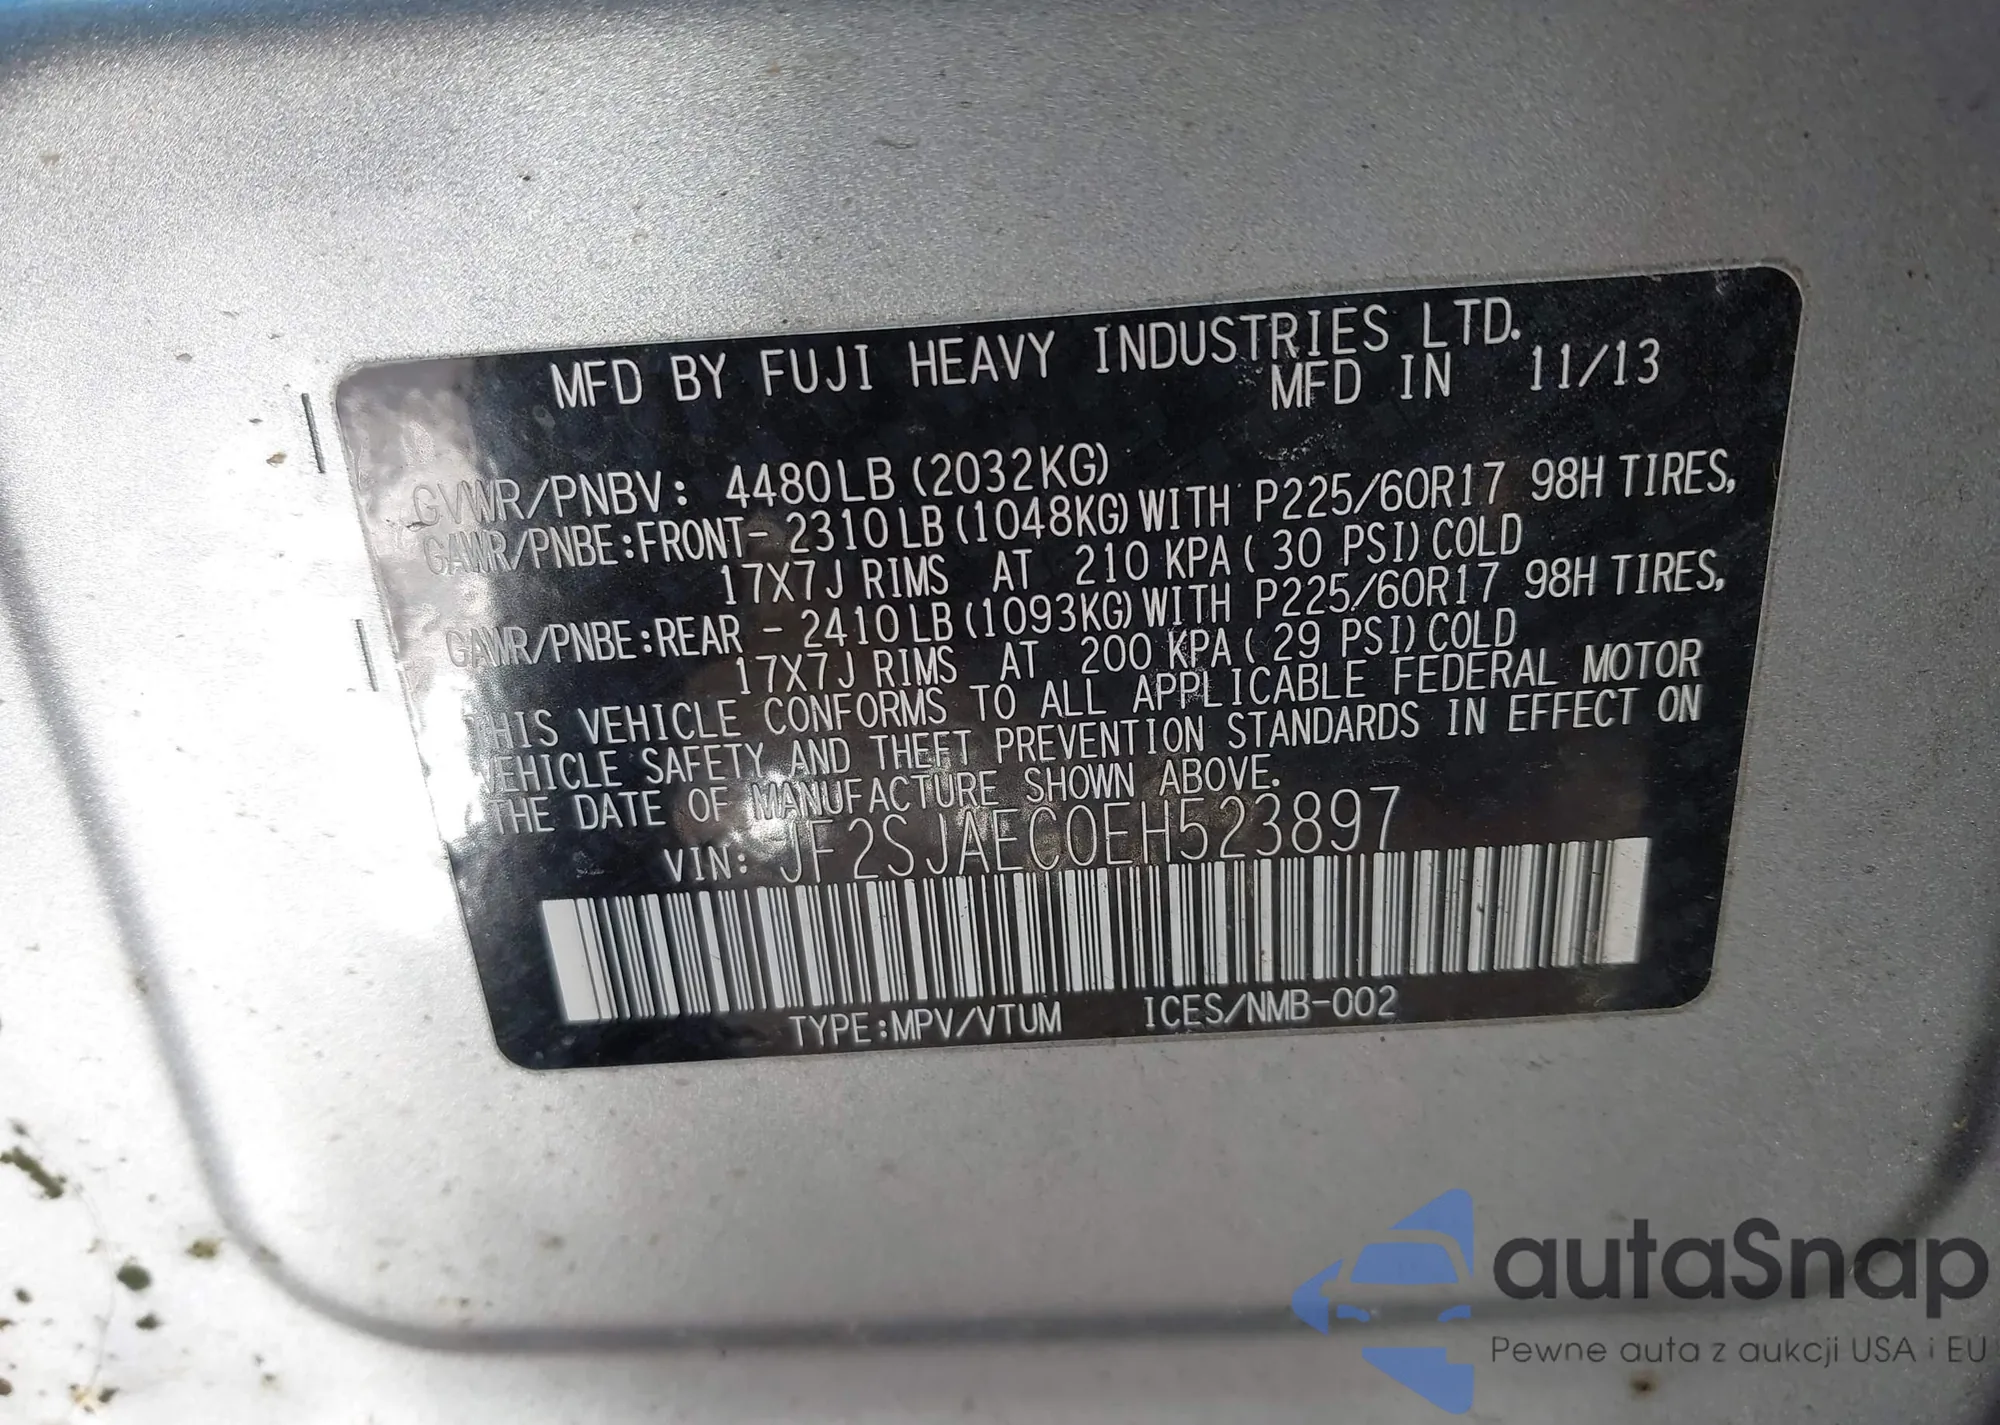 MFD BY FUJI HEAVY INDUSTRIES LTD.
MFD IN 11/13
GVWR/PNBV: 4480LB (2032KG)
GAWR/PNBE:FRONT- 2310LB (1048KG) WITH P225/60R17 98H TIRES,
17X7J RIMS AT 210 KPA ( 30 PSI) COLD
GAWR/PNBE:REAR - 2410LB (1093KG) WITH P225/60R17 98H TIRES,
17X7J RIMS AT 200 KPA ( 29 PSI) COLD
THIS VEHICLE CONFORMS TO ALL APPLICABLE FEDERAL MOTOR
VEHICLE SAFETY AND THEFT PREVENTION STANDARDS IN EFFECT ON
THE DATE OF MANUFACTURE SHOWN ABOVE.
VIN: JF2SJAEC0EH523897
TYPE:MPV/VTUM ICES/NMB-002
autaSnap
Pewne auta z aukcji USA i EU